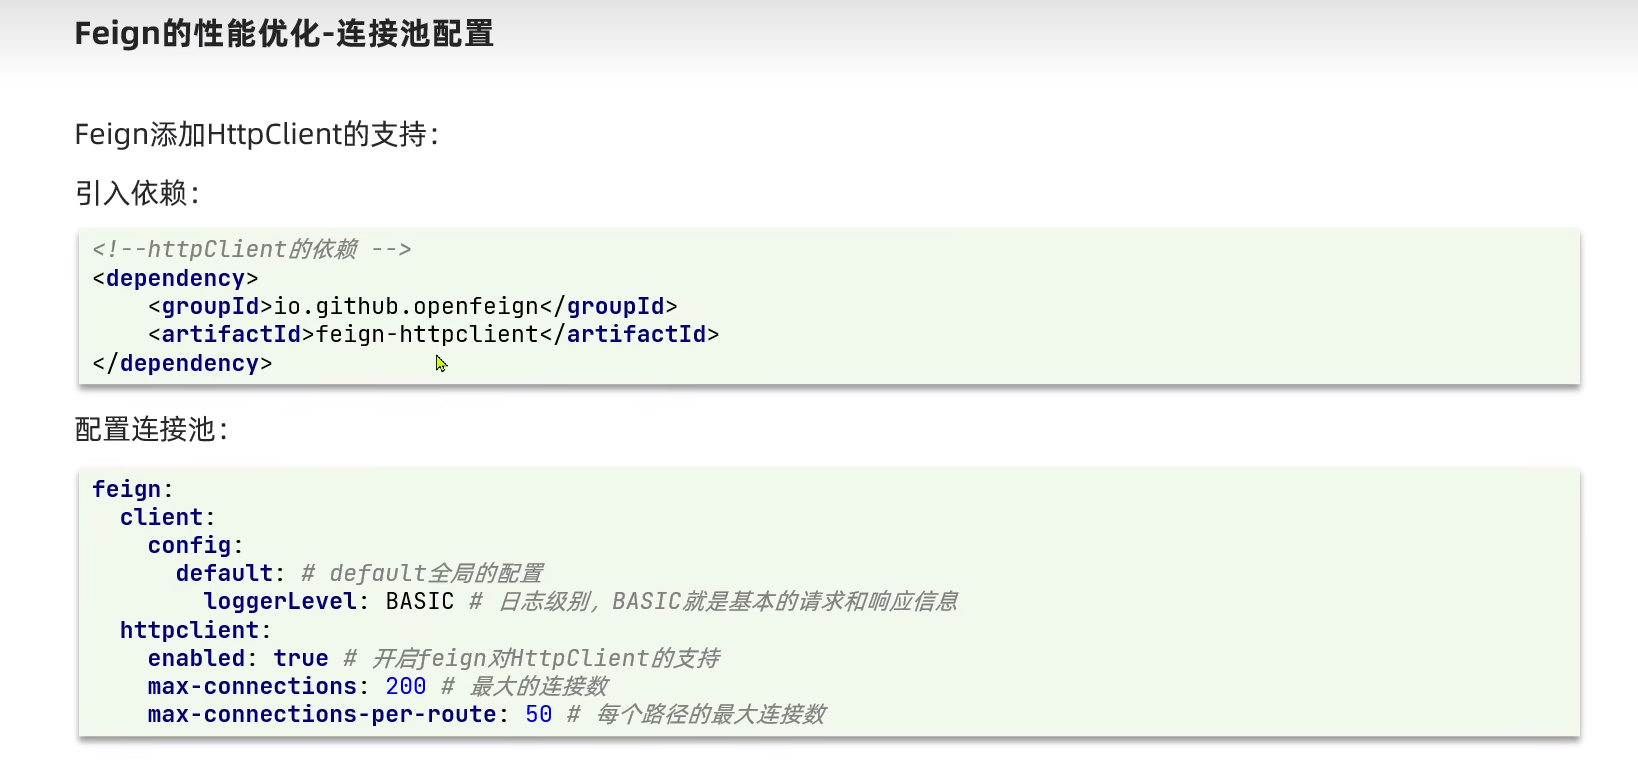 Feign的性能优化-连接池配置
Feign添加HttpClient的支持：
引入依赖：
<!--httpClient的依赖 -->
<dependency>
    <groupId>io.github.openfeign</groupId>
    <artifactId>feign-httpclient</artifactId>
</dependency>
配置连接池：
feign:
  client:
    config:
      default: # default全局的配置
        loggerLevel: BASIC # 日志级别，BASIC就是基本的请求和响应信息
  httpclient:
    enabled: true # 开启feign对HttpClient的支持
    max-connections: 200 # 最大的连接数
    max-connections-per-route: 50 # 每个路径的最大连接数